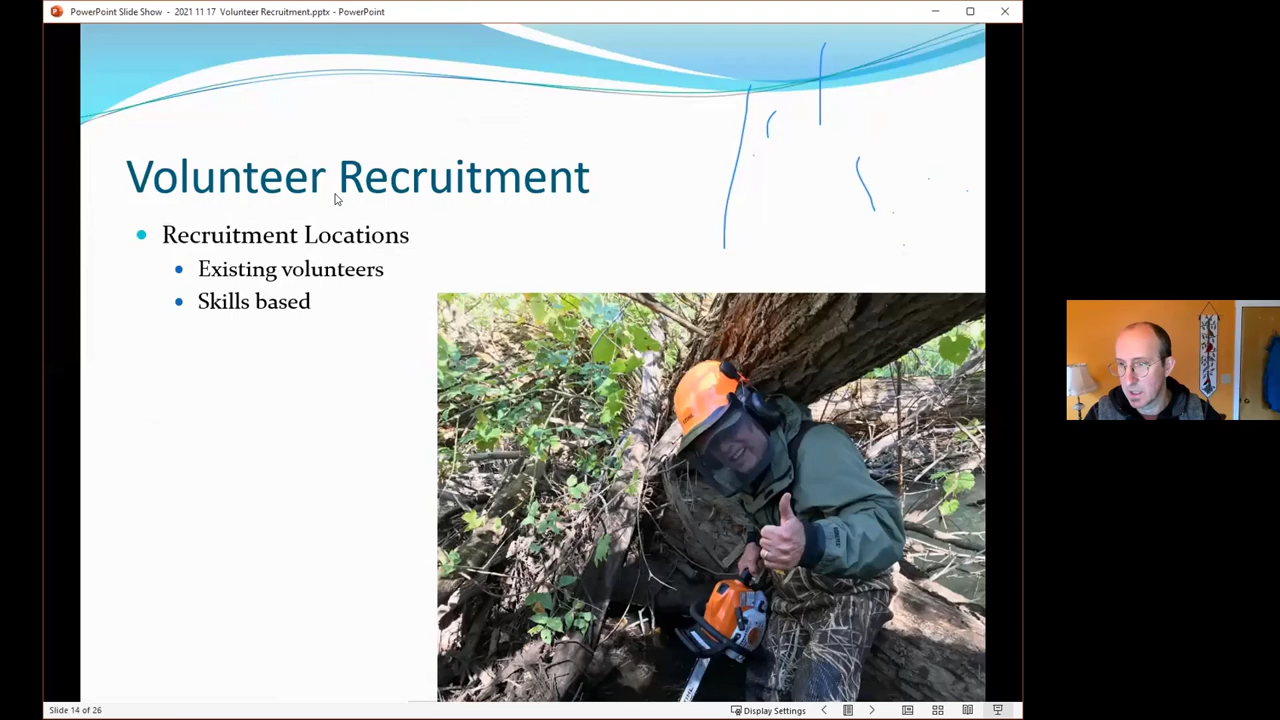 PowerPoint Slide Show - 2021 11 17 Volunteer Recruitment.pptx - PowerPoint
Volunteer Recruitment
Recruitment Locations
Existing volunteers
Skills based
Slide 14 of 26
Display Settings